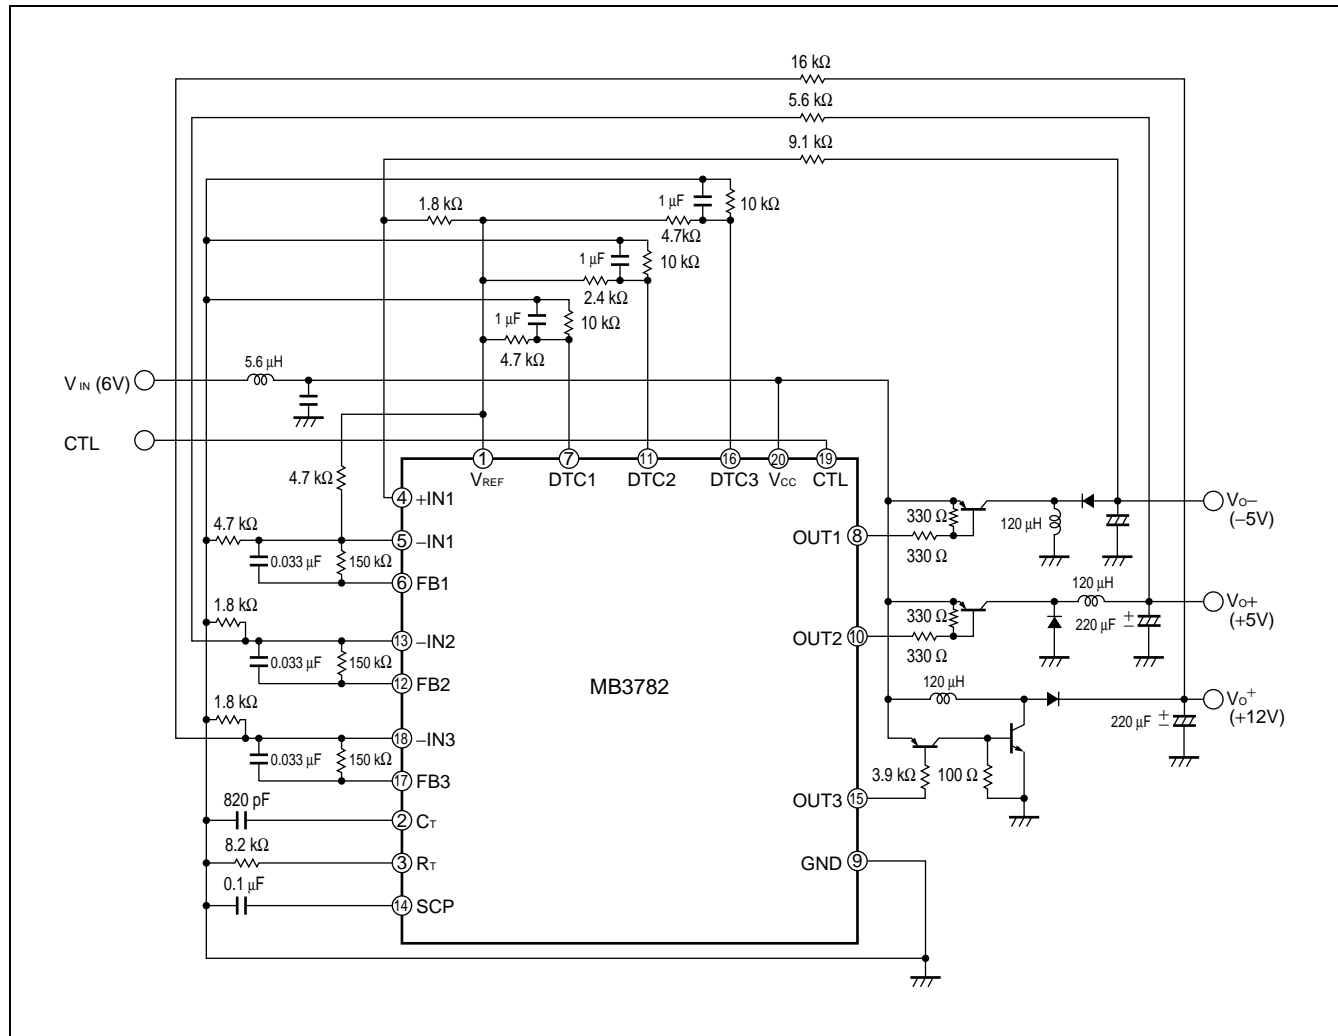 16 kΩ
5.6 kΩ
9.1 kΩ
1.8 kΩ
1 μF
10 kΩ
4.7kΩ
1 μF
10 kΩ
2.4 kΩ
1 μF
10 kΩ
4.7 kΩ
5.6 μH
VIN (6V)
CTL
4.7 kΩ
1
VREF
7
DTC1
11
DTC2
16
DTC3
20
VCC
19
CTL
4
+IN1
4.7 kΩ
5
–IN1
0.033 μF
150 kΩ
6
FB1
1.8 kΩ
13
–IN2
0.033 μF
150 kΩ
12
FB2
1.8 kΩ
18
–IN3
0.033 μF
150 kΩ
17
FB3
820 pF
2
CT
8.2 kΩ
3
RT
0.1 μF
14
SCP
MB3782
OUT1
8
330 Ω
330 Ω
120 μH
VO–
(–5V)
OUT2
10
330 Ω
330 Ω
120 μH
220 μF
±
VO+
(+5V)
120 μH
220 μF
±
VO+
(+12V)
3.9 kΩ
100 Ω
OUT3
15
GND
9